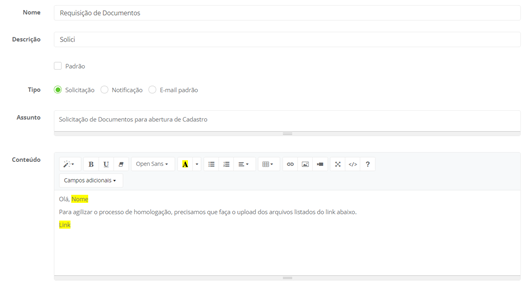 Nome Requisição de Documentos
Descrição Solici
Padrão
Tipo Solicitação Notificação E-mail padrão
Assunto Solicitação de Documentos para abertura de Cadastro
Conteúdo B U Open Sans A </> ?
Campos adicionais
Olá, Nome
Para agilizar o processo de homologação, precisamos que faça o upload dos arquivos listados do link abaixo.
Link